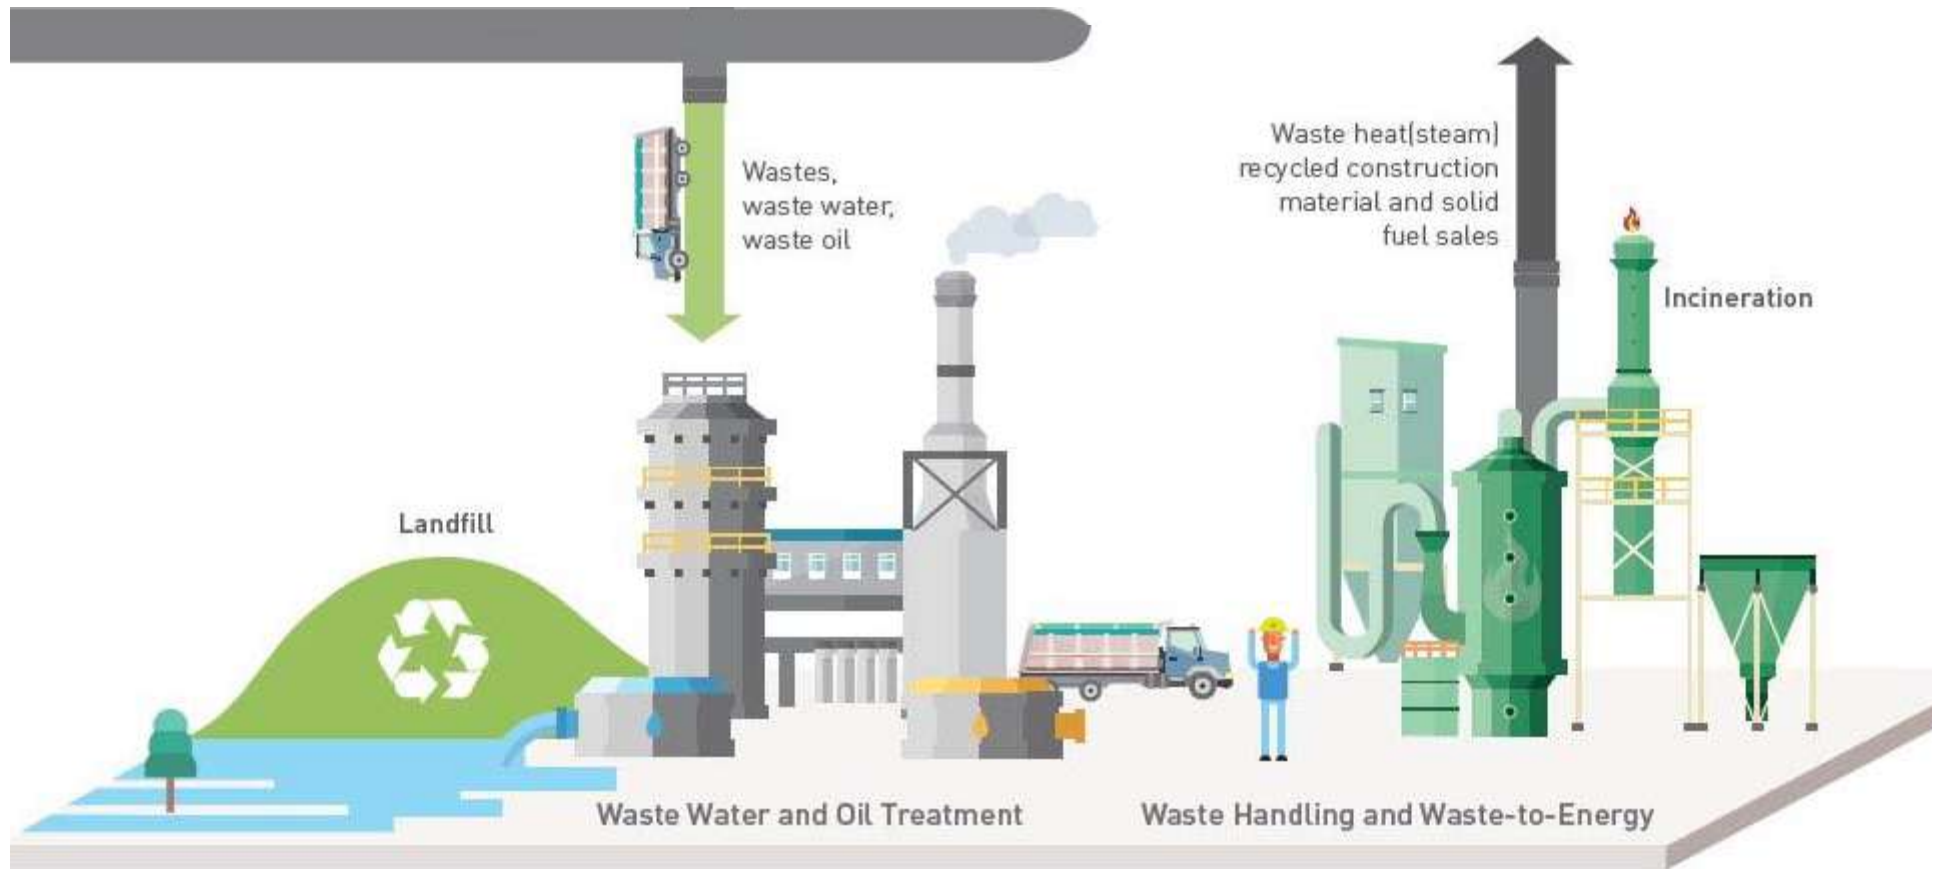 Wastes,
waste water,
waste oil
Waste heat(steam)
recycled construction
material and solid
fuel sales
Incineration
Landfill
Waste Water and Oil Treatment
Waste Handling and Waste-to-Energy